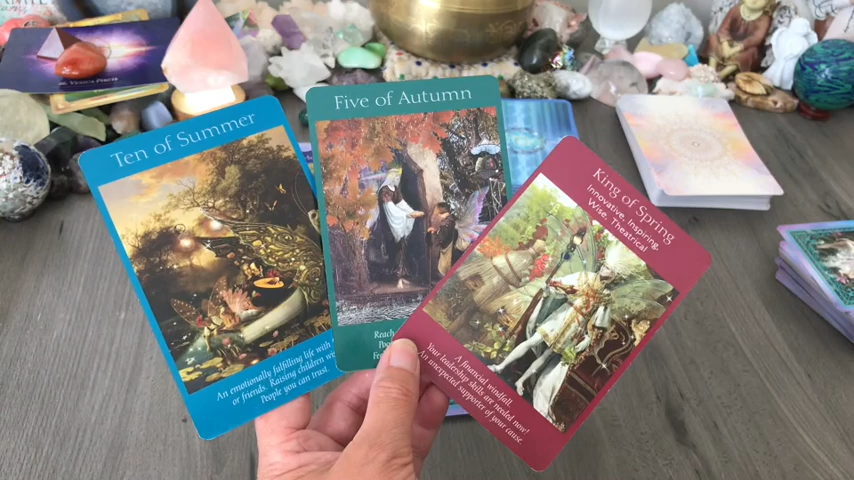 Ten of Summer
An emotionally fulfilling life with
or friends. Raising children we
People you can trust
Five of Autumn
Reach
King of Spring
Innovative, Inspiring,
Wise, Theatrical
A financial windfall.
Your leadership skills are needed now!
An unexpected supporter of your cause